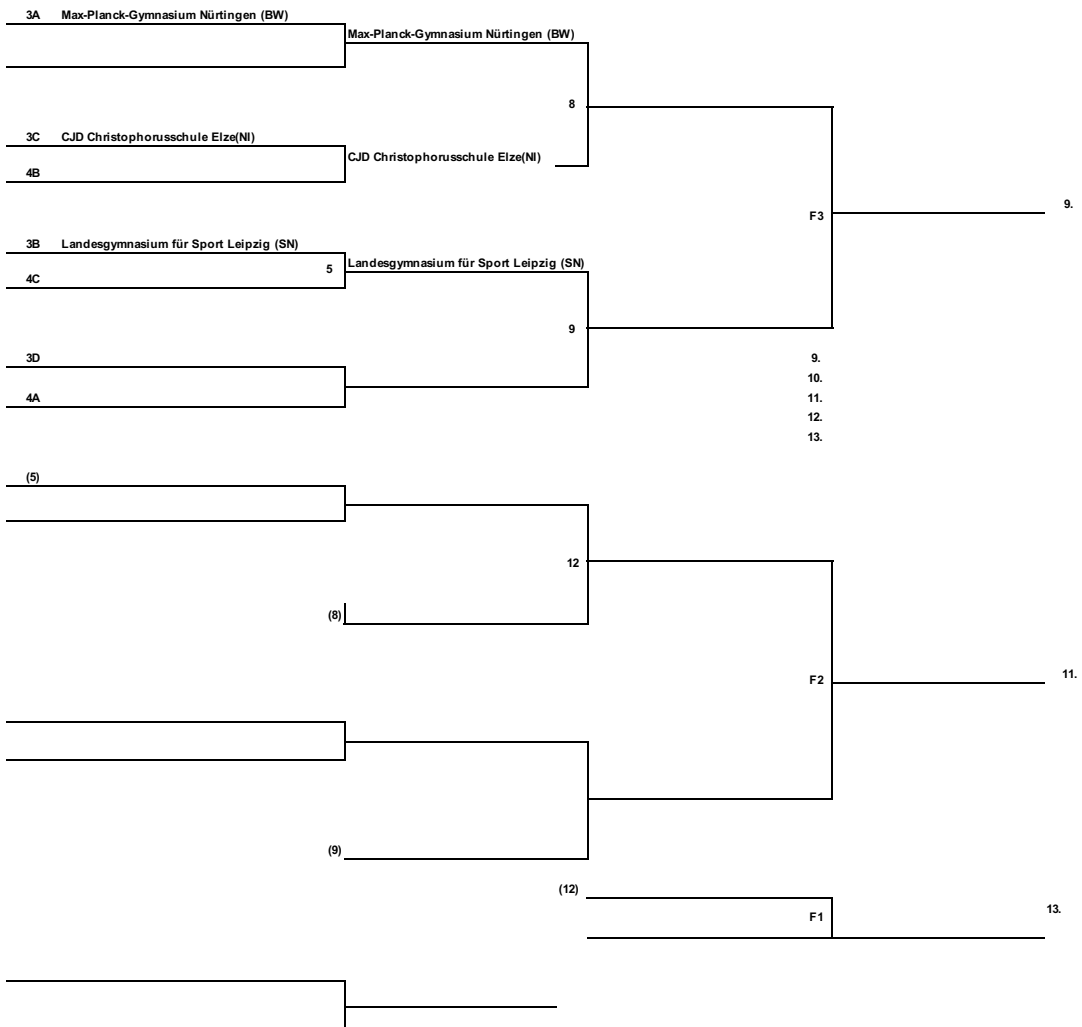 3A Max-Planck-Gymnasium Nürtingen (BW)
Max-Planck-Gymnasium Nürtingen (BW)
8
3C CJD Christophorusschule Elze(NI)
CJD Christophorusschule Elze(NI)
4B
9.
F3
3B Landesgymnasium für Sport Leipzig (SN)
5 Landesgymnasium für Sport Leipzig (SN)
4C
9
3D
9.
10.
4A
11.
12.
13.
(5)
12
(8)
11.
F2
(9)
(12)
13.
F1